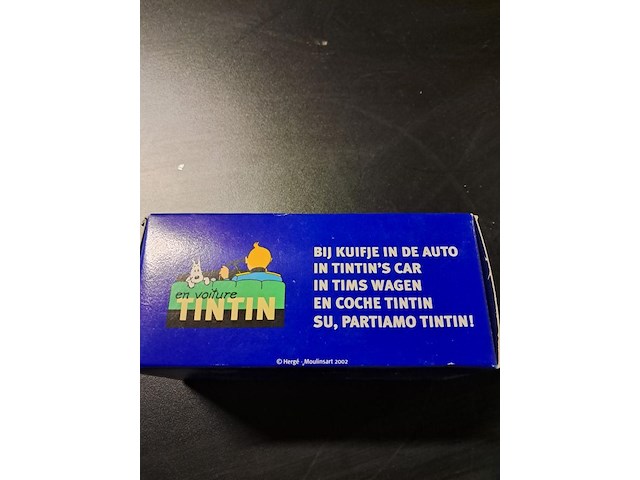 en voiture
TINTIN
BIJ KUIFJE IN DE AUTO
IN TINTIN'S CAR
IN TIMS WAGEN
EN COCHE TINTIN
SU, PARTIAMO TINTIN!
© Hergé - Moulinsart 2002